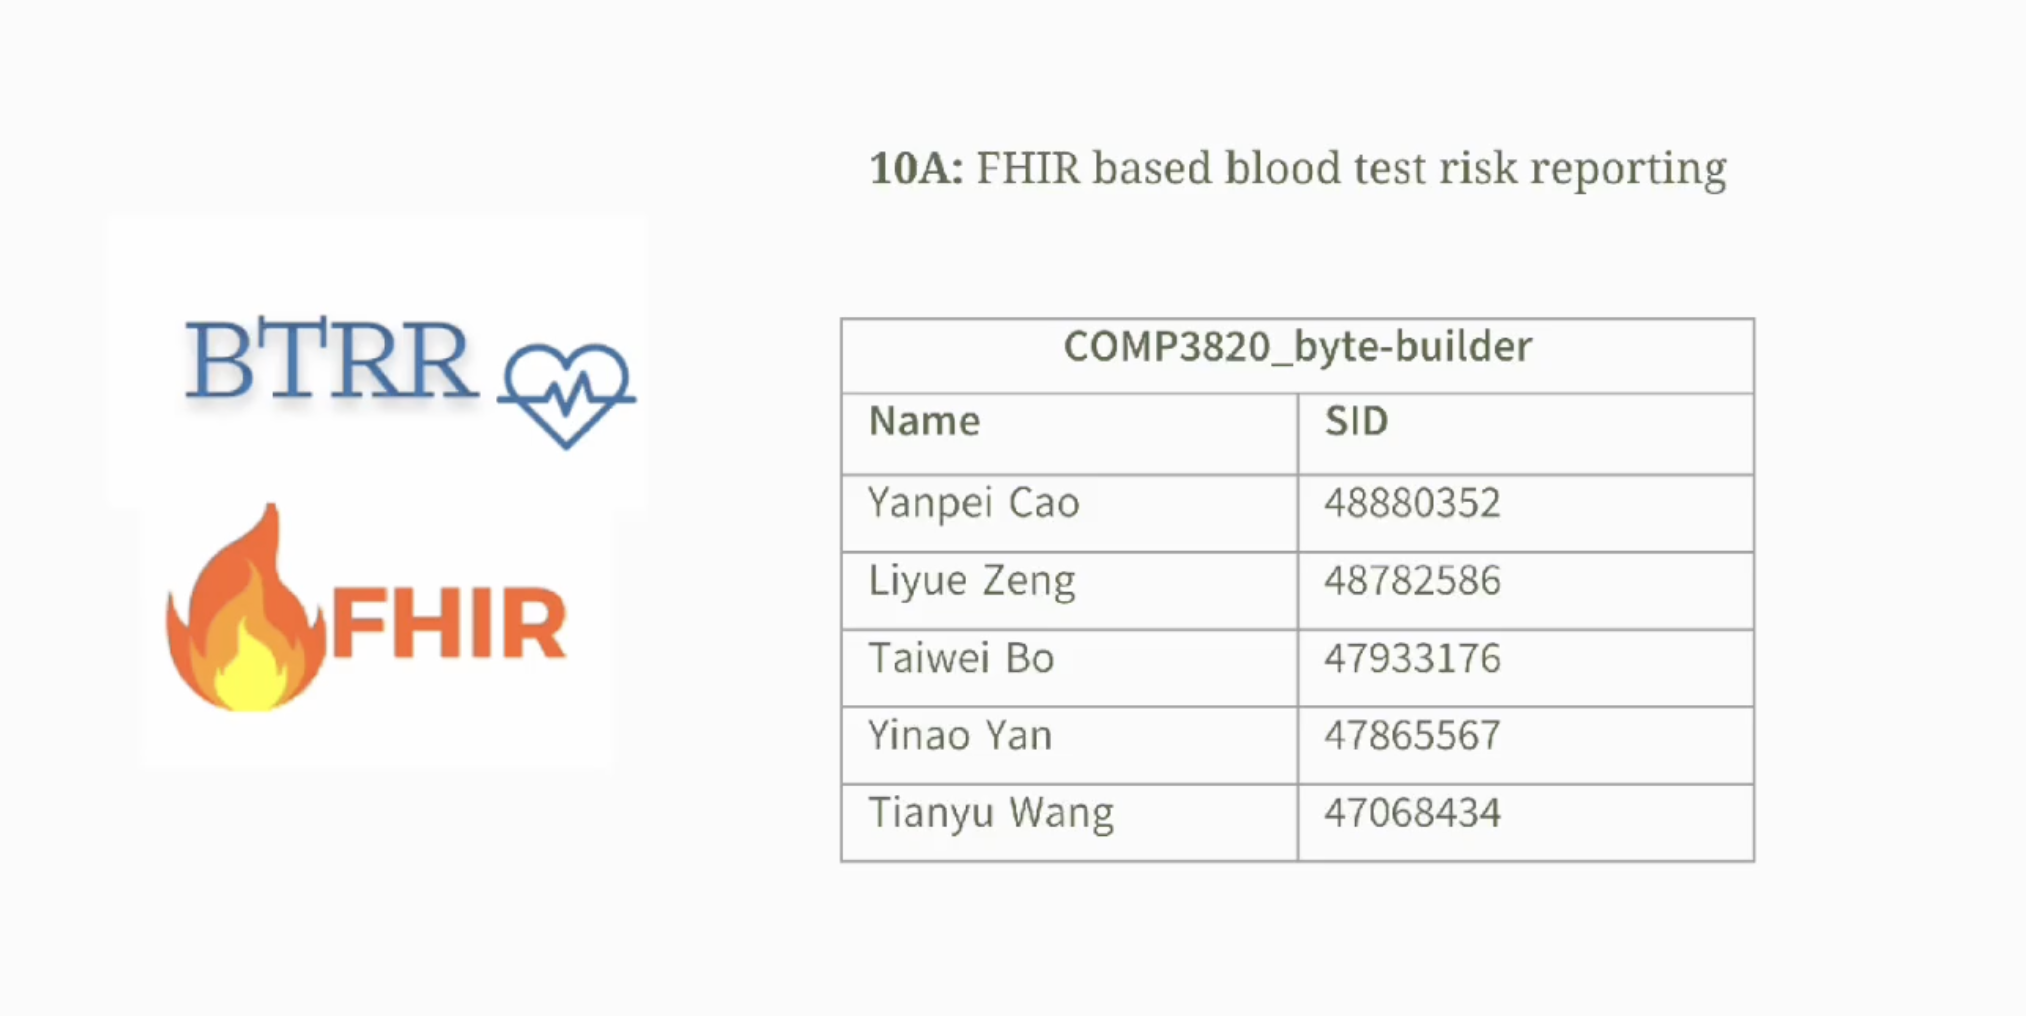 10A: FHIR based blood test risk reporting
BTRR
FHIR
COMP3820_byte-builder
Name SID
Yanpei Cao 48880352
Liyue Zeng 48782586
Taiwei Bo 47933176
Yinao Yan 47865567
Tianyu Wang 47068434